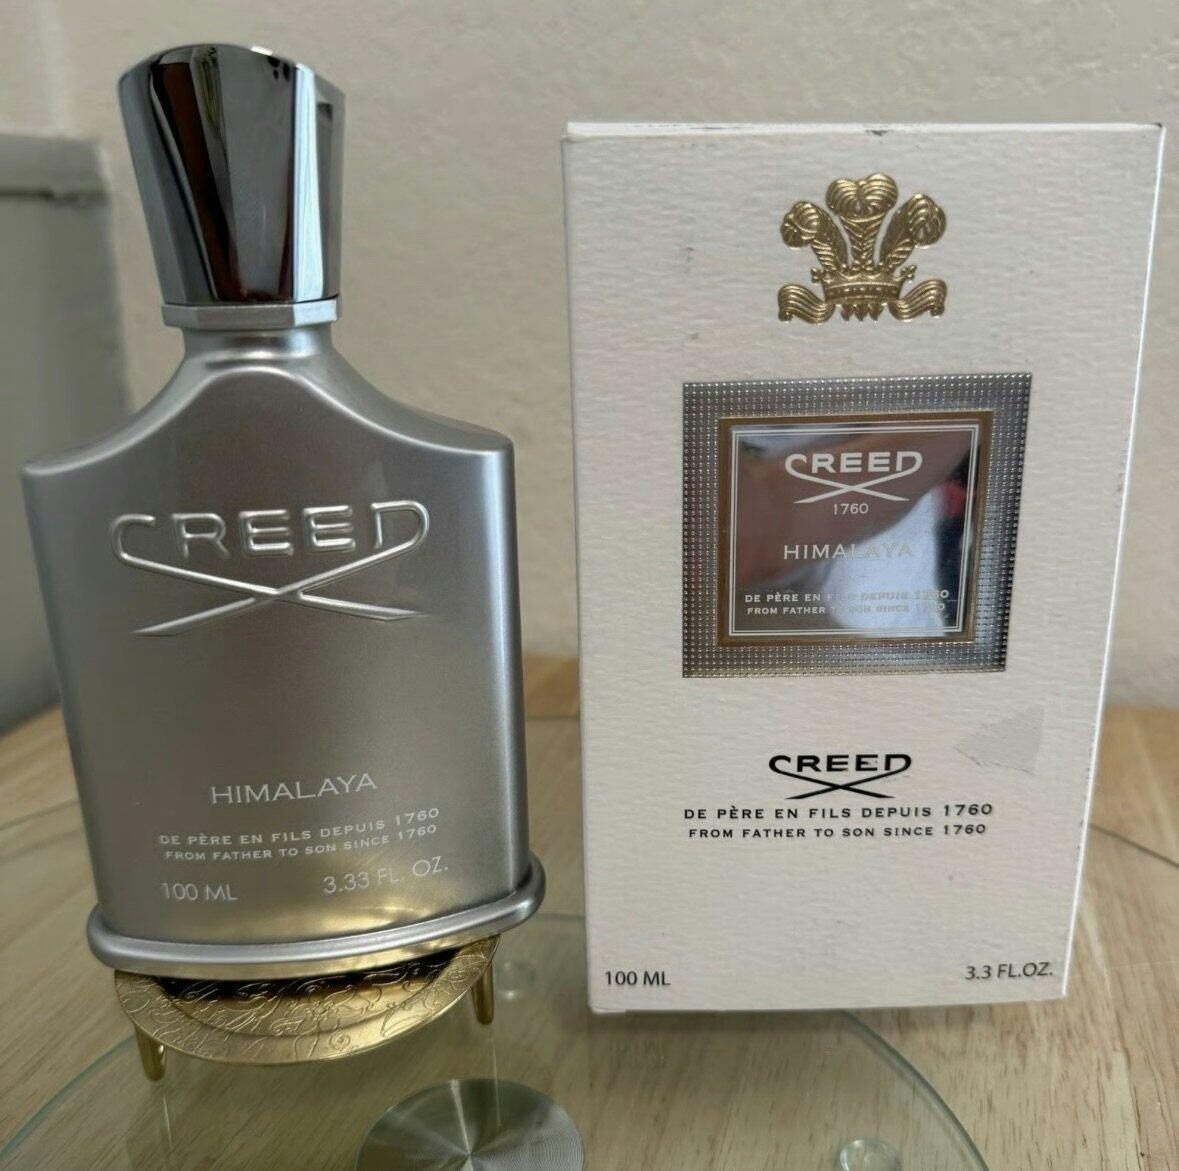 CREED
HIMALAYA
DE PÈRE EN FILS DEPUIS 1760
FROM FATHER TO SON SINCE 1760
100 ML 3.33 FL. OZ.
CREED
1760
HIMALAYA
DE PÈRE EN FILS DEPUIS 1760
FROM FATHER TO SON SINCE 1760
CREED
DE PÈRE EN FILS DEPUIS 1760
FROM FATHER TO SON SINCE 1760
100 ML 3.3 FL.OZ.